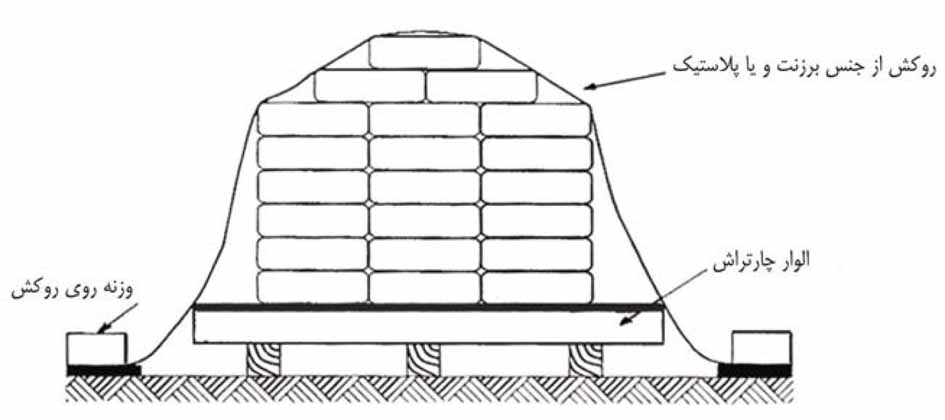 روکش از جنس برزنت و یا پلاستیک
الوار چارتراش
وزنه روی روکش